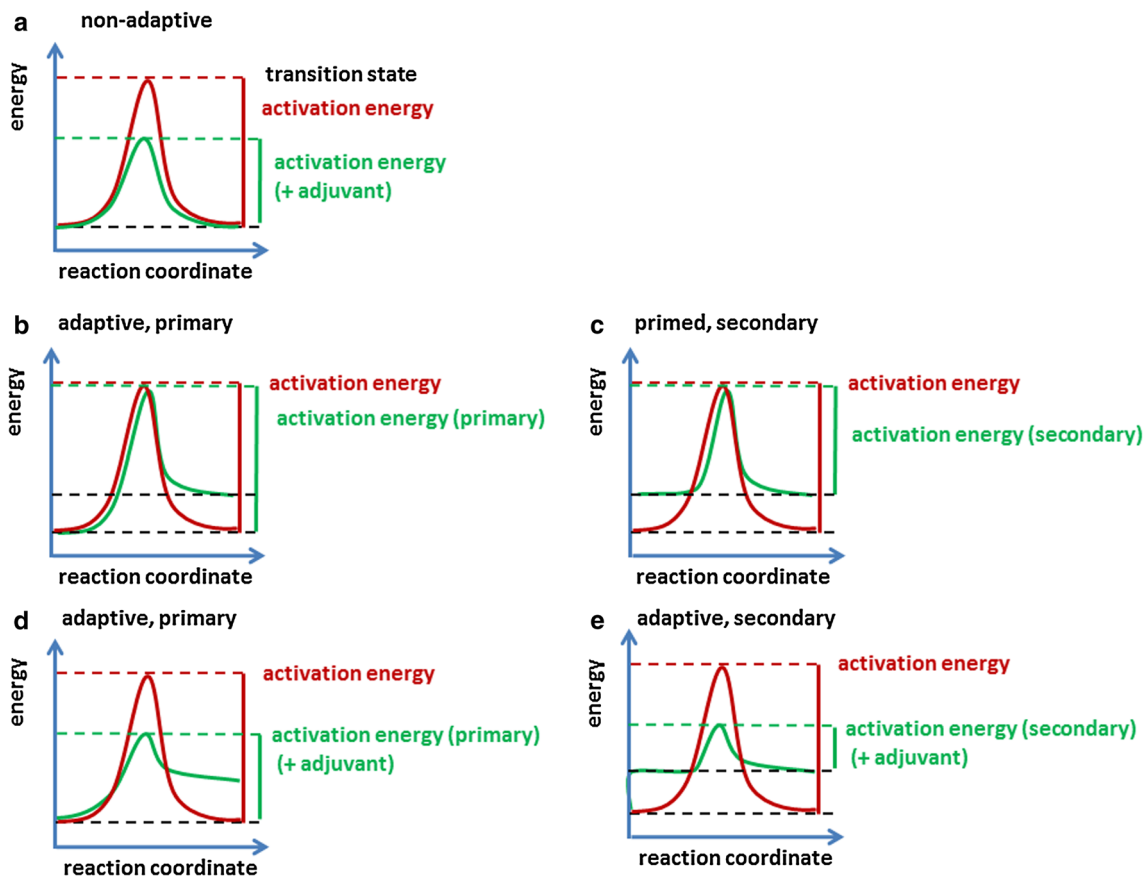 a
non-adaptive
energy
transition state
activation energy
activation energy
(+ adjuvant)
reaction coordinate
b
adaptive, primary
energy
activation energy
activation energy (primary)
reaction coordinate
c
primed, secondary
energy
activation energy
activation energy (secondary)
reaction coordinate
d
adaptive, primary
energy
activation energy
activation energy (primary)
(+ adjuvant)
reaction coordinate
e
adaptive, secondary
energy
activation energy
activation energy (secondary)
(+ adjuvant)
reaction coordinate